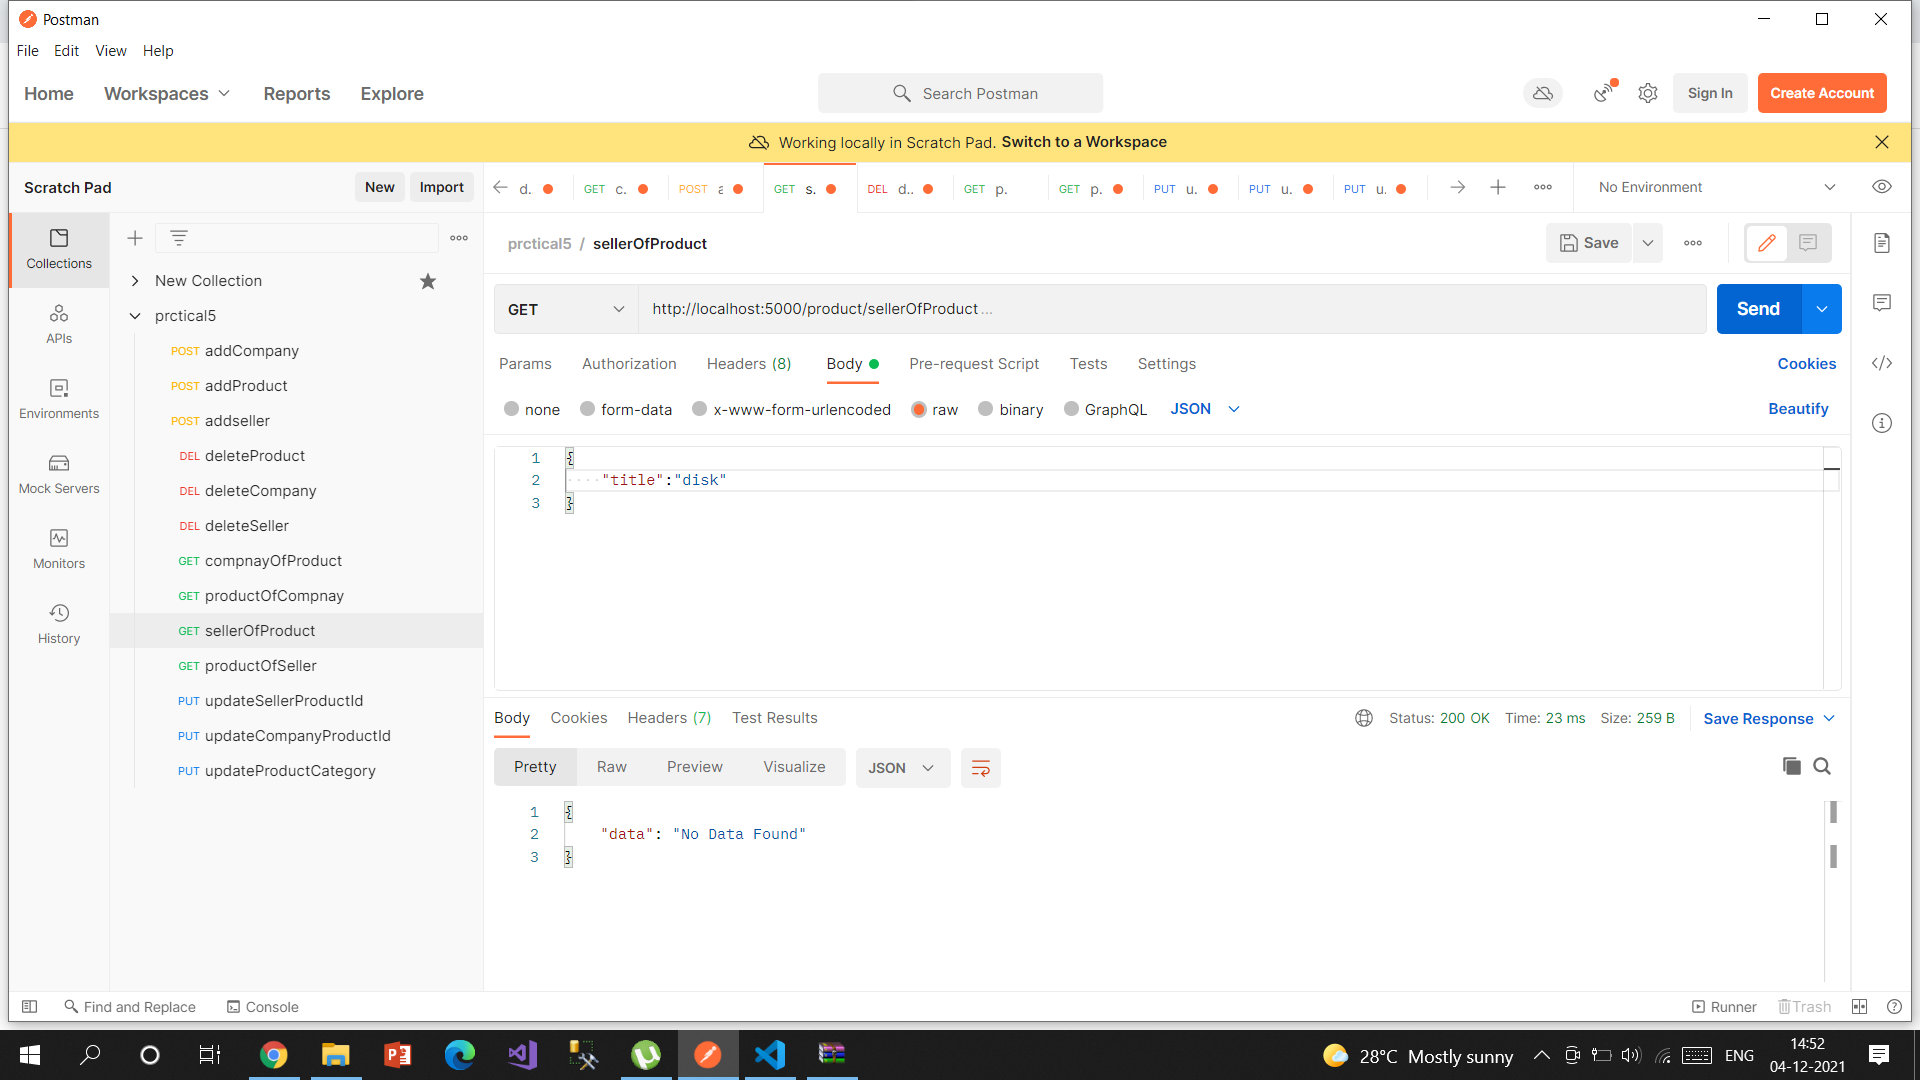 Postman
File Edit View Help
Home Workspaces Reports Explore Search Postman Sign In Create Account
Working locally in Scratch Pad. Switch to a Workspace
Scratch Pad New Import d. GET c. POST a GET s. DEL d.. GET p. GET p. PUT u. PUT u. PUT u. No Environment
prctical5 / sellerOfProduct Save
GET http://localhost:5000/product/sellerOfProduct ... Send
Params Authorization Headers (8) Body Pre-request Script Tests Settings Cookies
none form-data x-www-form-urlencoded raw binary GraphQL JSON Beautify
1 {
2 "title":"disk"
3 }
Collections
APIs
Environments
Mock Servers
Monitors
History
New Collection
prctical5
POST addCompany
POST addProduct
POST addseller
DEL deleteProduct
DEL deleteCompany
DEL deleteSeller
GET compnayOfProduct
GET productOfCompnay
GET sellerOfProduct
GET productOfSeller
PUT updateSellerProductId
PUT updateCompanyProductId
PUT updateProductCategory
Body Cookies Headers (7) Test Results Status: 200 OK Time: 23 ms Size: 259 B Save Response
Pretty Raw Preview Visualize JSON
1 {
2 "data": "No Data Found"
3 }
Find and Replace Console Runner Trash
28°C Mostly sunny ENG 14:52
04-12-2021